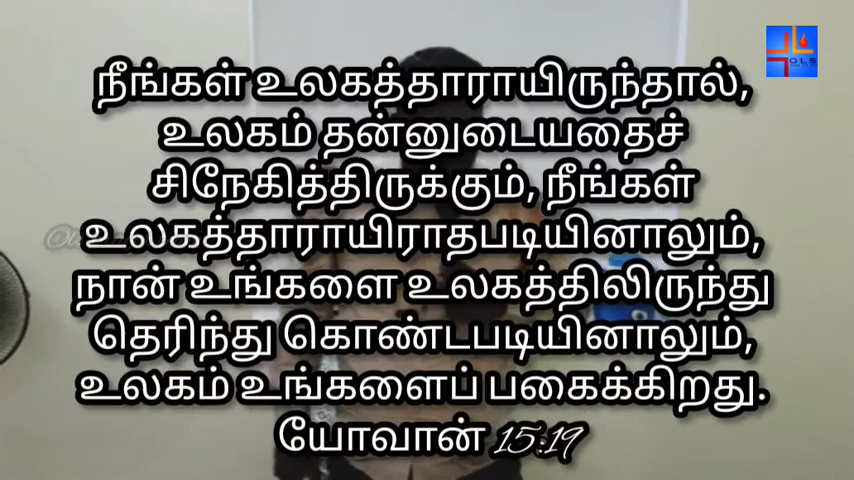 OLS
நீங்கள் உலகத்தாராயிருந்தால்,
உலகம் தன்னுடையதைச்
சிநேகித்திருக்கும், நீங்கள்
உலகத்தாராயிராதபடியினாலும்,
நான் உங்களை உலகத்திலிருந்து
தெரிந்து கொண்டபடியினாலும்,
உலகம் உங்களைப் பகைக்கிறது.
யோவான் 15:19